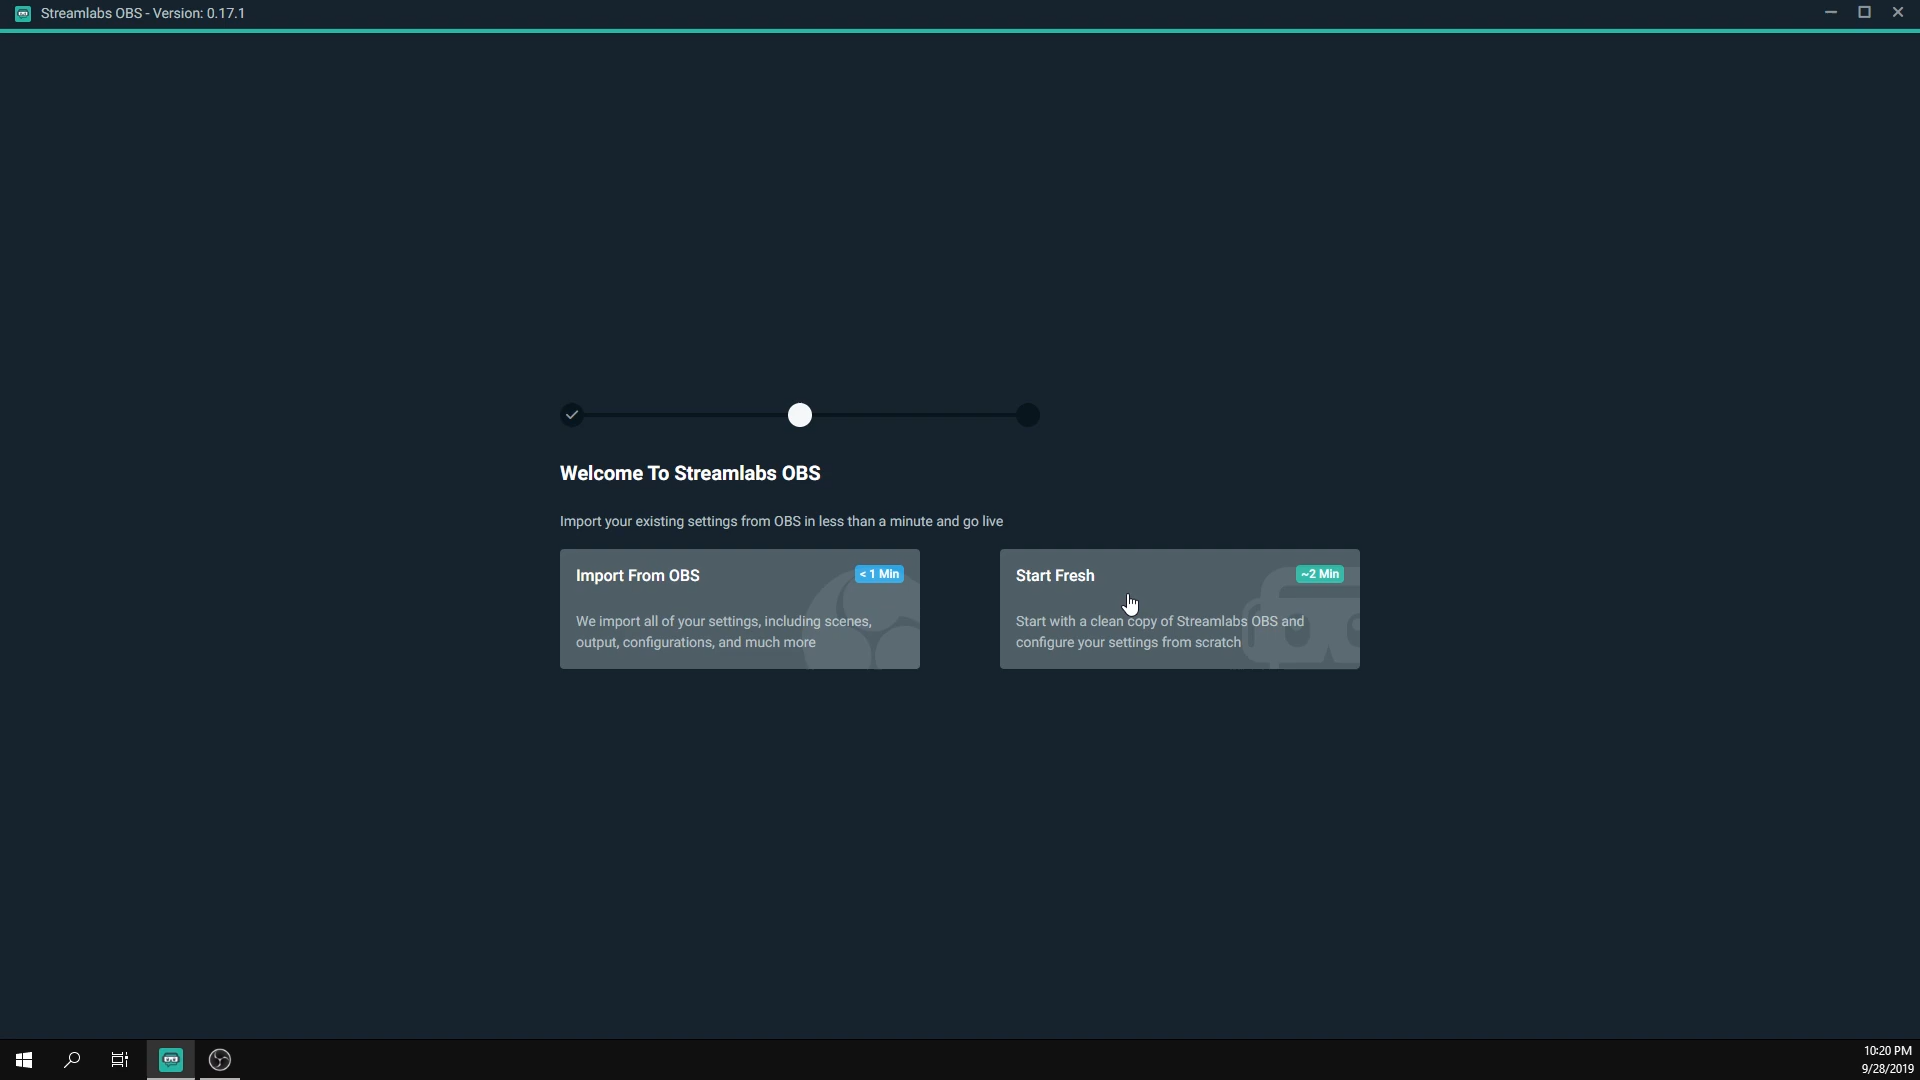 Streamlabs OBS - Version: 0.17.1
Welcome To Streamlabs OBS
Import your existing settings from OBS in less than a minute and go live
Import From OBS
< 1 Min
We import all of your settings, including scenes,
output, configurations, and much more
Start Fresh
~2 Min
Start with a clean copy of Streamlabs OBS and
configure your settings from scratch
10:20 PM
9/28/2019